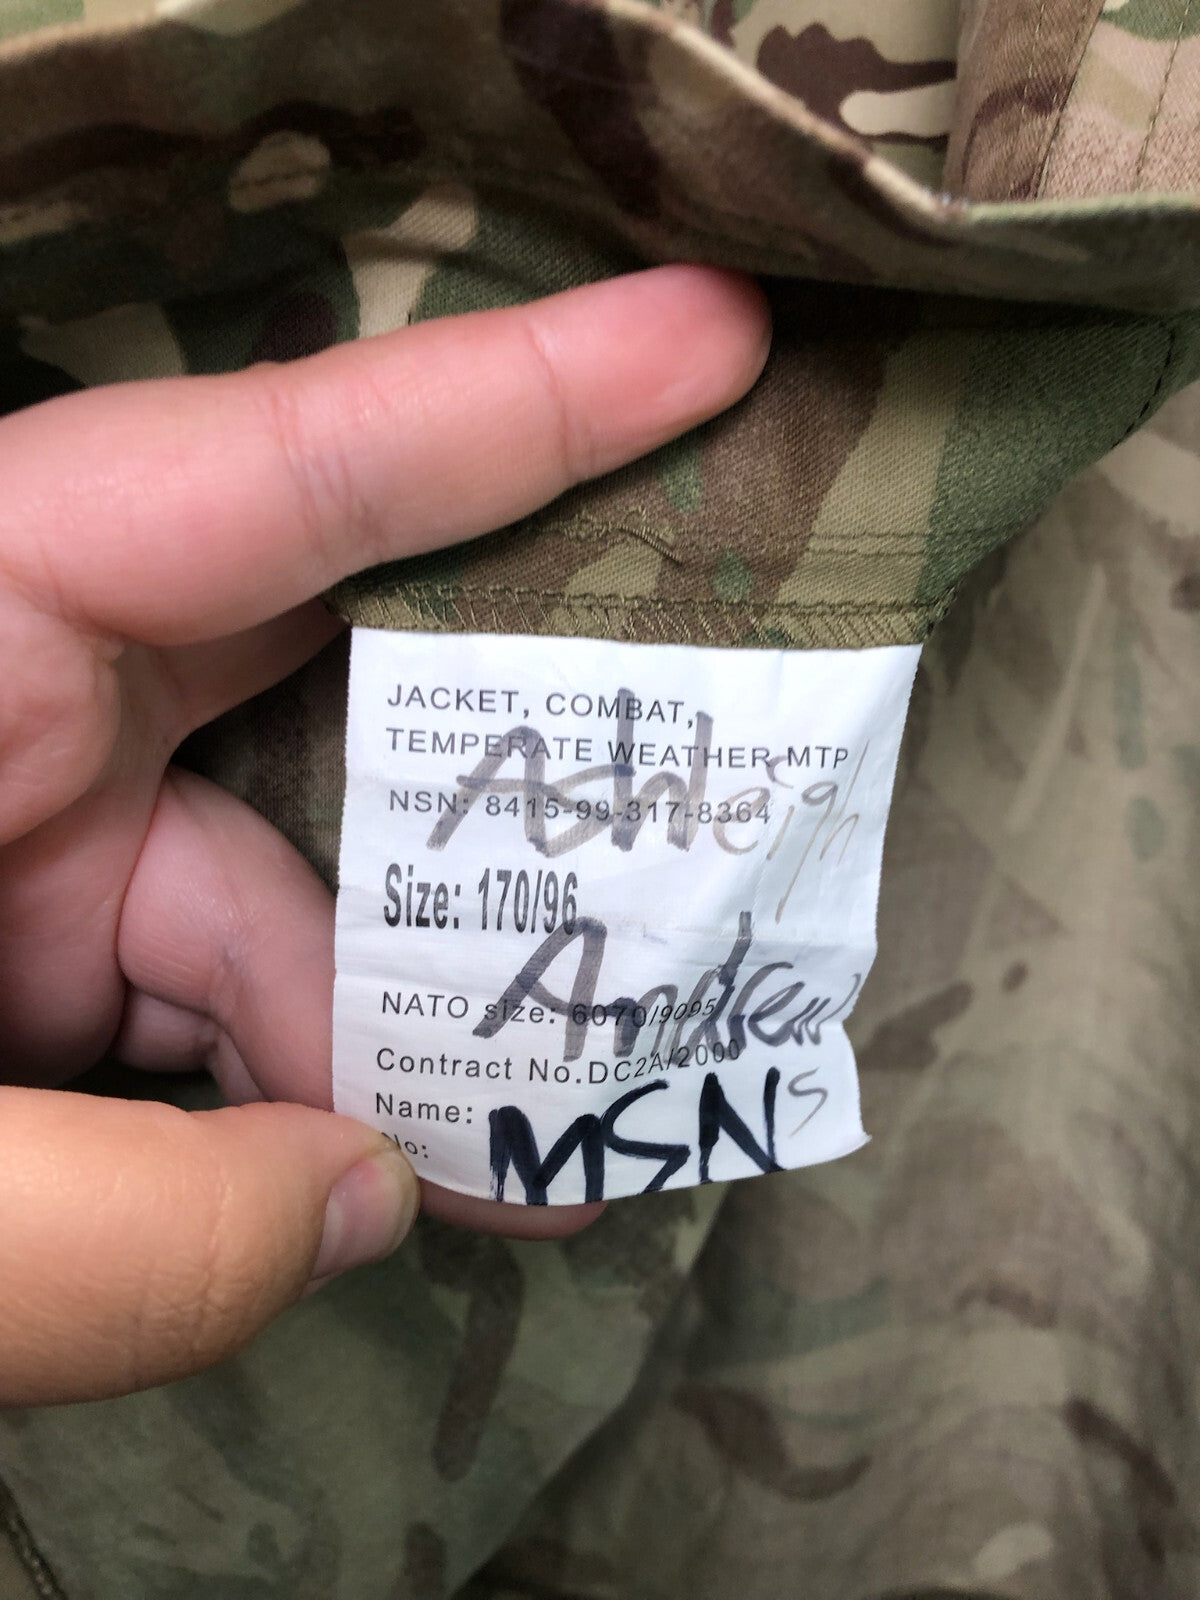 JACKET, COMBAT,
TEMPERATE WEATHER MTP
Ashleigh
NSN: 8415-99-317-8364
Size: 170/96
Andrew
NATO size: 6070/9095
Contract No.DC2A/2000
Name:
MSN s
No: